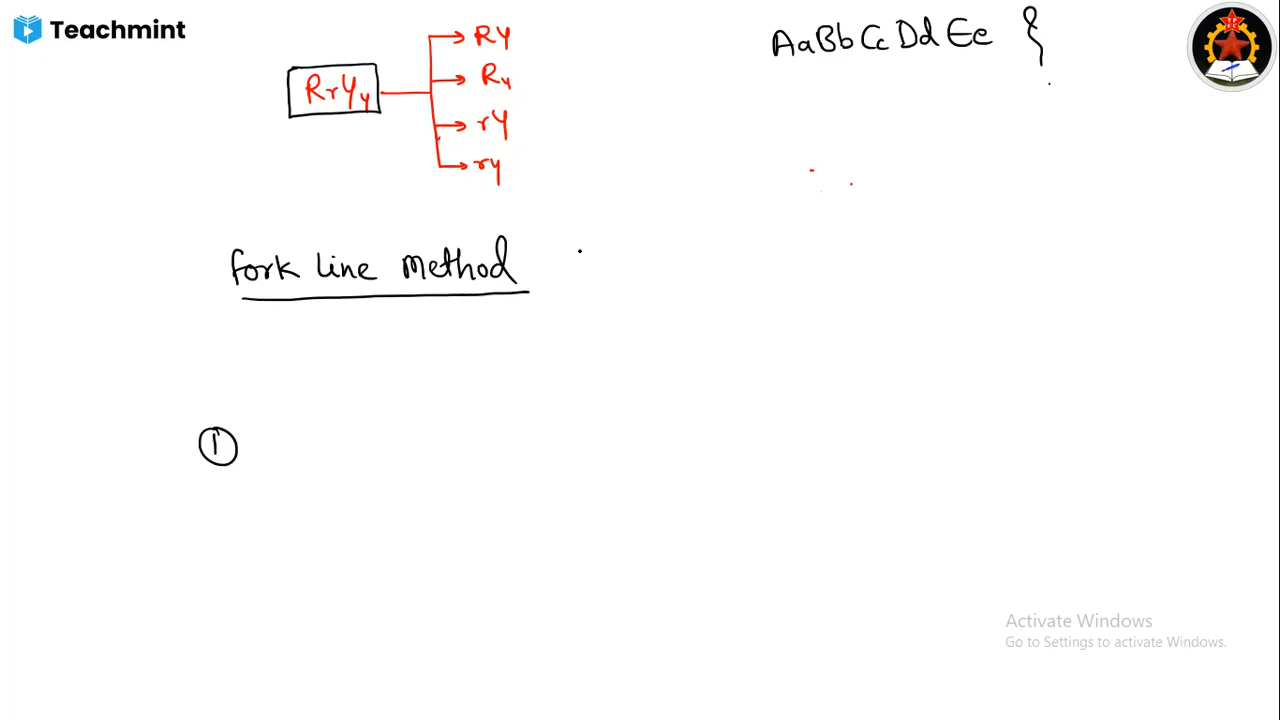 Teachmint
RrYy
RY
Ry
rY
ry
AaBbCcDdEe
Fork Line Method
1
Activate Windows
Go to Settings to activate Windows.